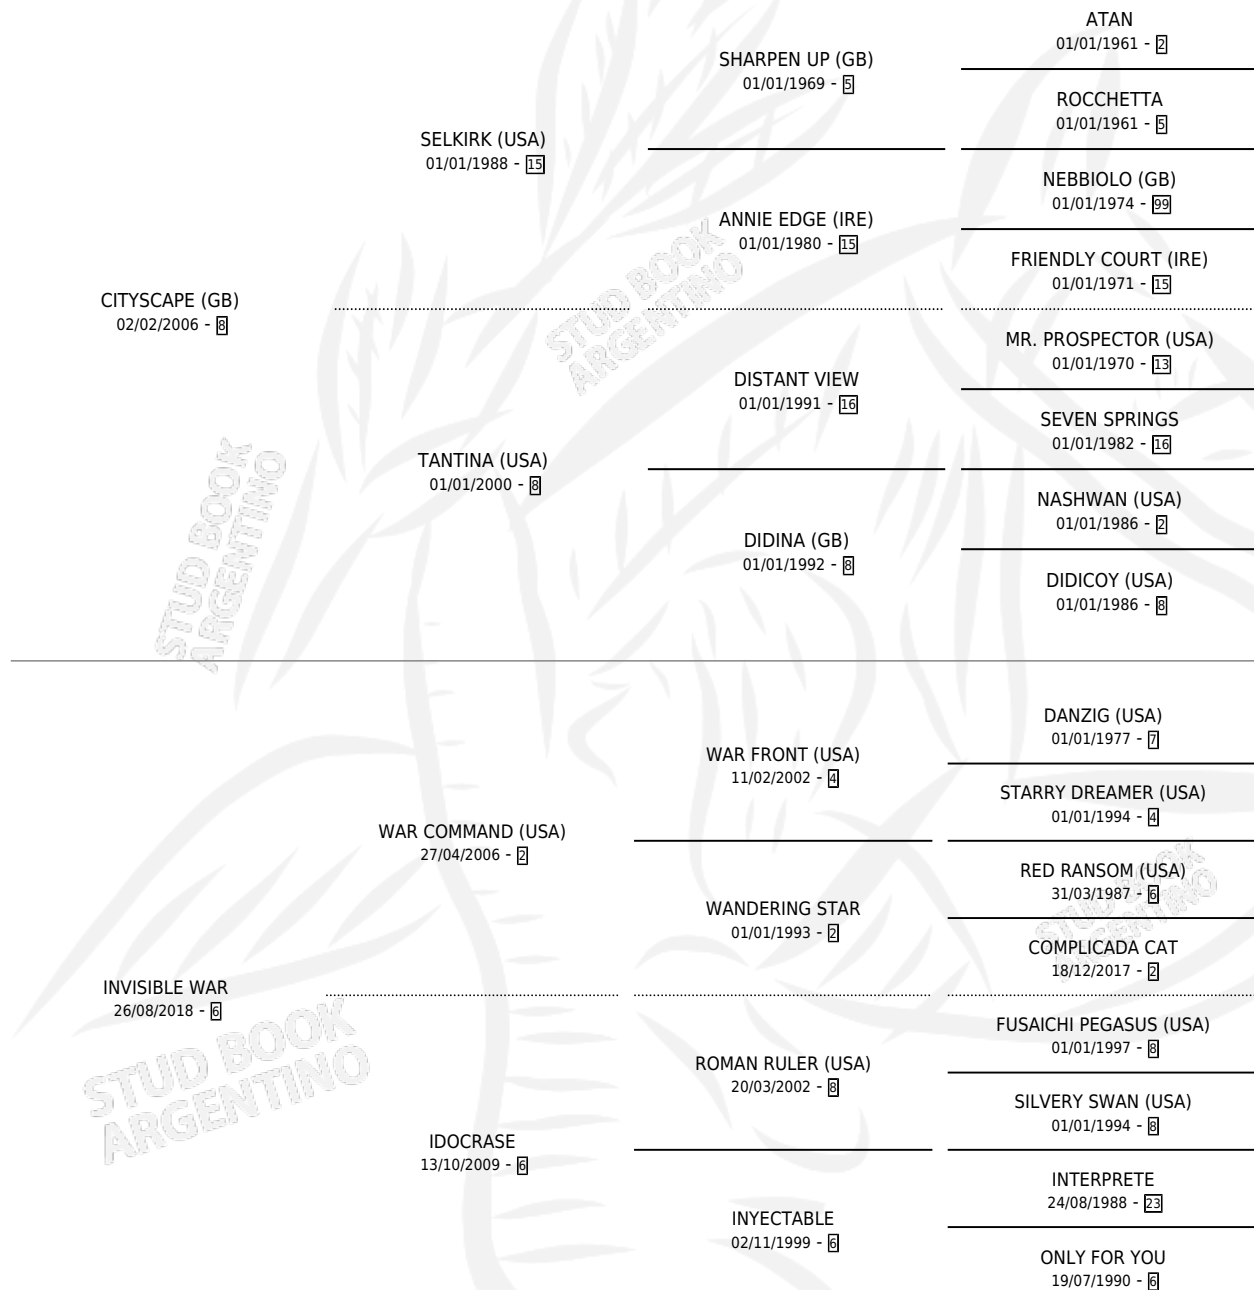 ATAN
01/01/1961 - 2
SHARPEN UP (GB)
01/01/1969 - 5
ROCCHETTA
01/01/1961 - 5
SELKIRK (USA)
01/01/1988 - 15
NEBBIOLO (GB)
01/01/1974 - 99
ANNIE EDGE (IRE)
01/01/1980 - 15
FRIENDLY COURT (IRE)
01/01/1971 - 15
CITYSCAPE (GB)
02/02/2006 - 8
MR. PROSPECTOR (USA)
01/01/1970 - 13
DISTANT VIEW
01/01/1991 - 16
SEVEN SPRINGS
01/01/1982 - 16
TANTINA (USA)
01/01/2000 - 8
NASHWAN (USA)
01/01/1986 - 2
DIDINA (GB)
01/01/1992 - 8
DIDICOY (USA)
01/01/1986 - 8
DANZIG (USA)
01/01/1977 - 7
WAR FRONT (USA)
11/02/2002 - 4
STARRY DREAMER (USA)
01/01/1994 - 4
WAR COMMAND (USA)
27/04/2006 - 2
RED RANSOM (USA)
31/03/1987 - 6
WANDERING STAR
01/01/1993 - 2
COMPLICADA CAT
18/12/2017 - 2
INVISIBLE WAR
26/08/2018 - 6
FUSAICHI PEGASUS (USA)
01/01/1997 - 8
ROMAN RULER (USA)
20/03/2002 - 8
SILVERY SWAN (USA)
01/01/1994 - 8
IDOCRASE
13/10/2009 - 6
INTERPRETE
24/08/1988 - 23
INYECTABLE
02/11/1999 - 6
ONLY FOR YOU
19/07/1990 - 6
STUD BOOK
ARGENTINO
STUD BOOK
ARGENTINO
STUD BOOK
ARGENTINO
STUD BOOK
ARGENTINO